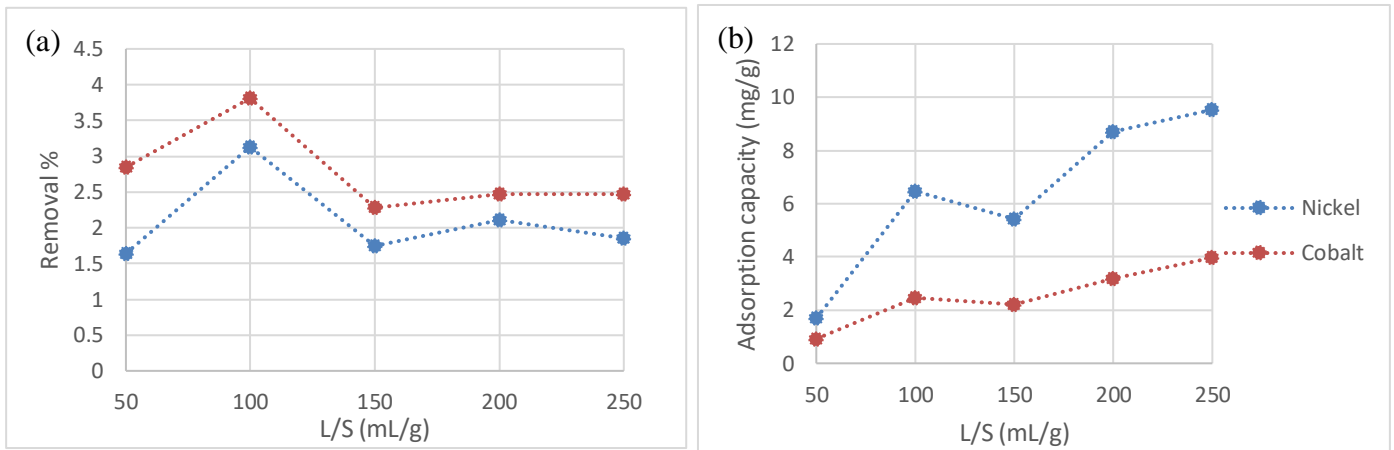 (a)
4.5
4
3.5
3
2.5
2
1.5
1
0.5
0
Removal %
50 100 150 200 250
L/S (mL/g)
(b)
12
10
8
6
4
2
0
Adsorption capacity (mg/g)
50 100 150 200 250
L/S (mL/g)
Nickel
Cobalt